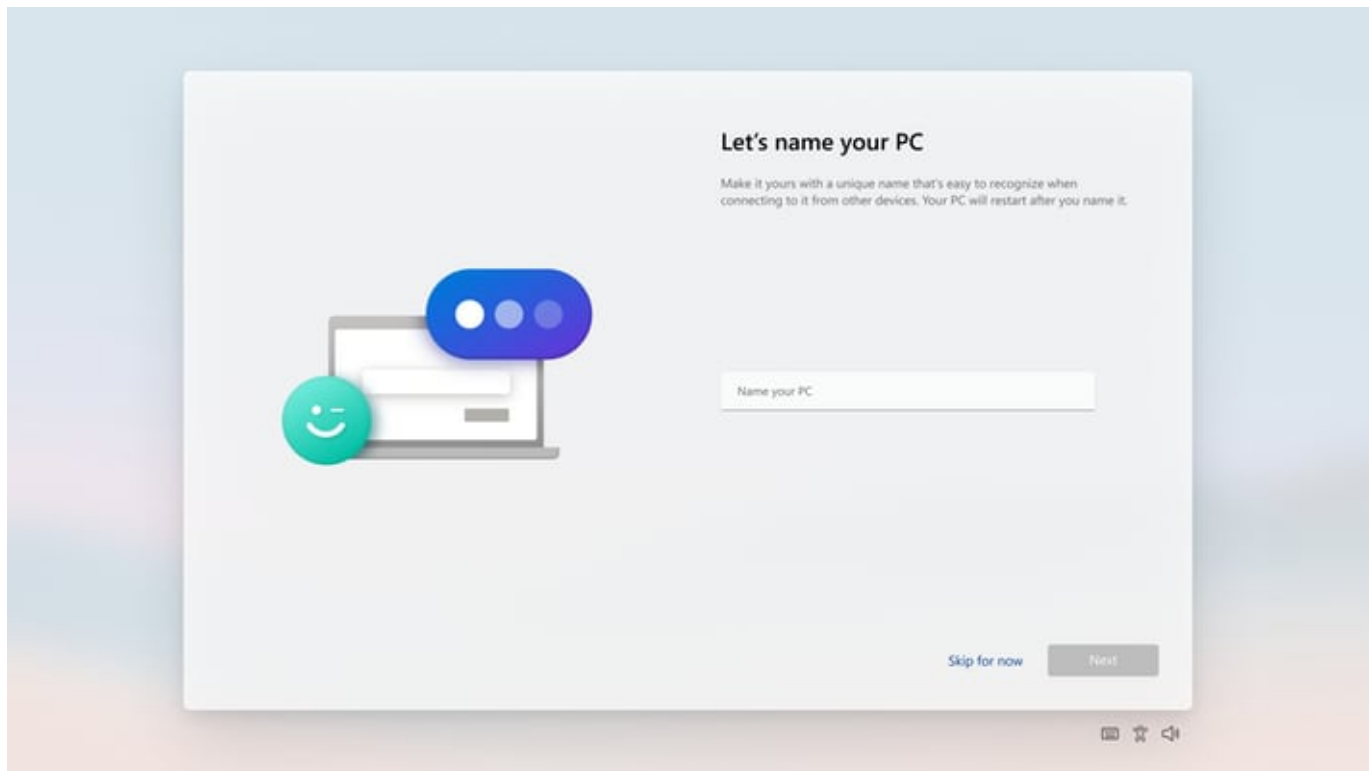 Let's name your PC
Make it yours with a unique name that's easy to recognize when
connecting to it from other devices. Your PC will restart after you name it.
Name your PC
Skip for now
Next